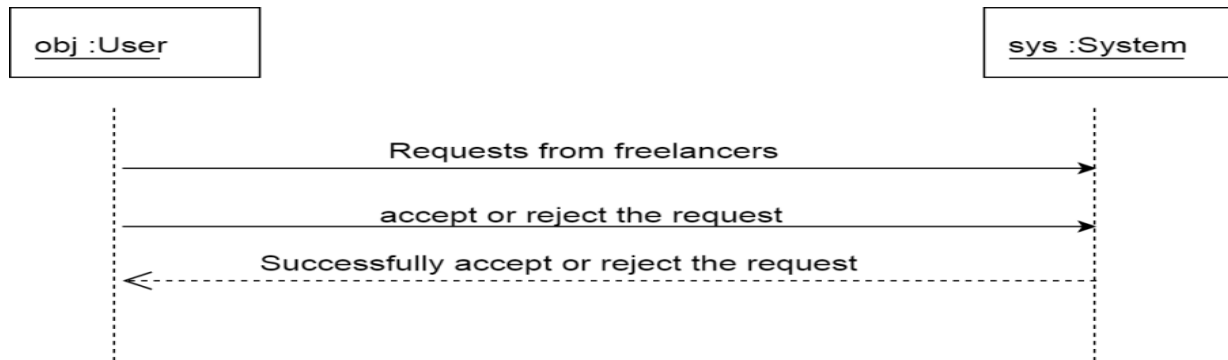 obj :User
sys :System
Requests from freelancers
accept or reject the request
Successfully accept or reject the request